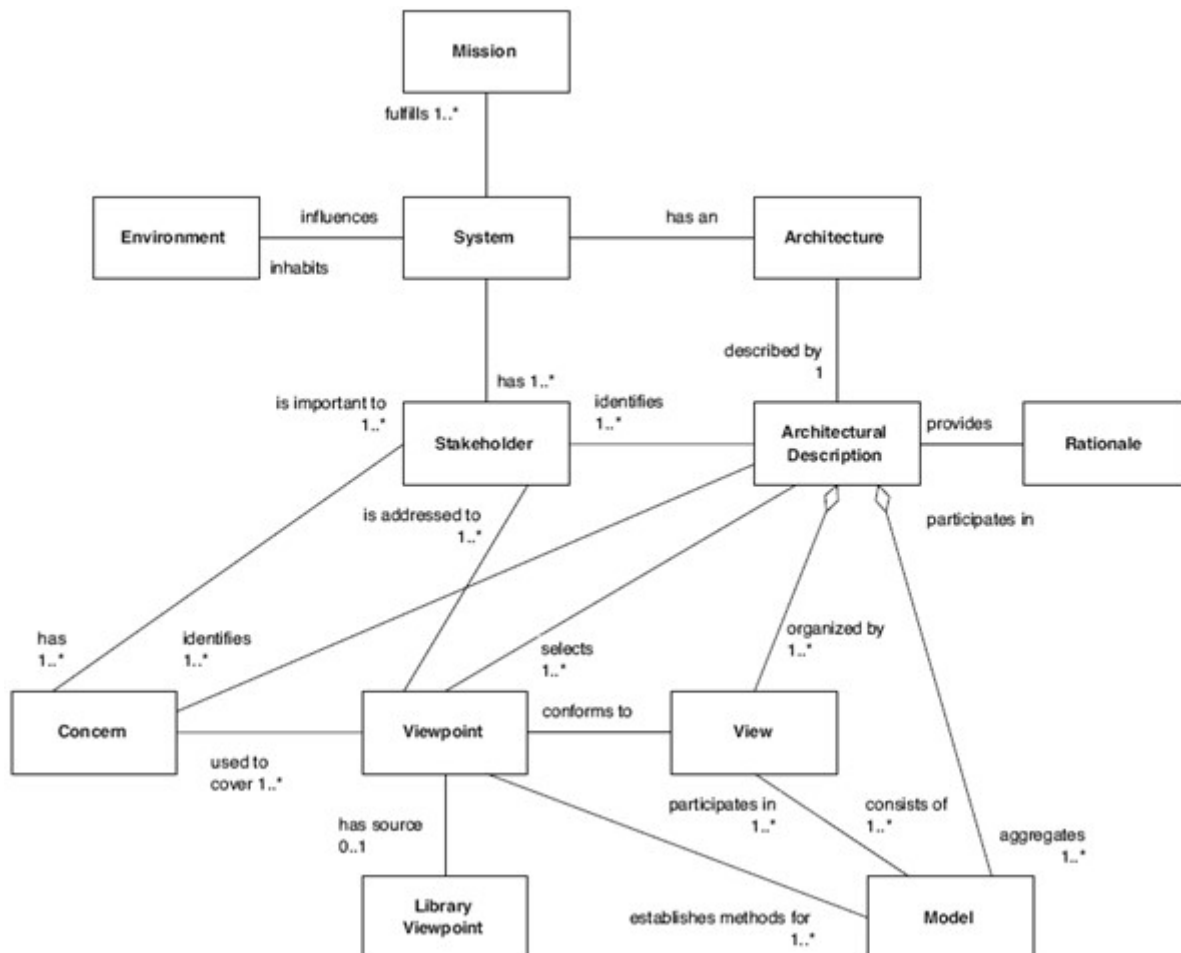 Mission
fulfills 1..*
Environment
influences
inhabits
System
has an
Architecture
described by
1
has 1..*
is important to
1..*
Stakeholder
identifies
1..*
Architectural
Description
provides
Rationale
participates in
is addressed to
1..*
has
1..*
identifies
1..*
selects
1..*
organized by
1..*
Concern
used to
cover 1..*
Viewpoint
conforms to
View
has source
0..1
participates in
1..*
consists of
1..*
aggregates
1..*
Library
Viewpoint
establishes methods for
1..*
Model